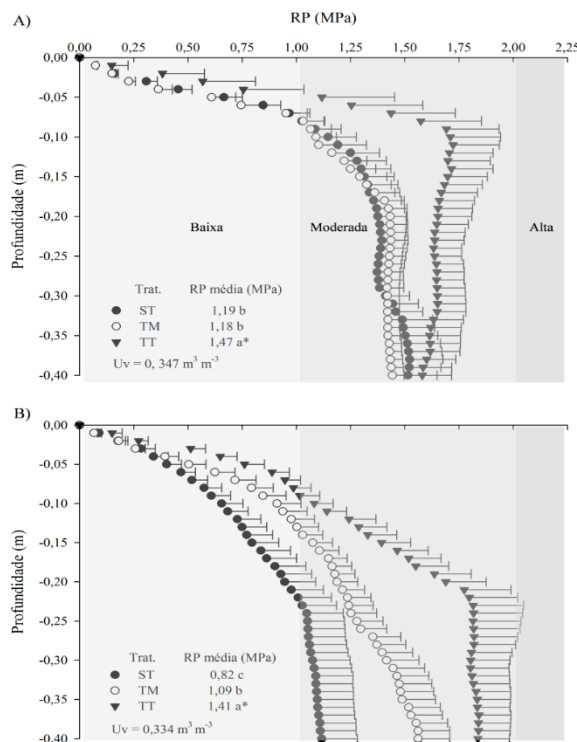 RP (MPa)
A)
0,00 0,25 0,50 0,75 1,00 1,25 1,50 1,75 2,00 2,25
0,00
-0,05
-0,10
-0,15
-0,20
-0,25
-0,30
-0,35
-0,40
Profundidade (m)
Baixa Moderada Alta
Trat. RP média (MPa)
ST 1,19 b
TM 1,18 b
TT 1,47 a*
Uv = 0, 347 m³ m⁻³
B)
0,00
-0,05
-0,10
-0,15
-0,20
-0,25
-0,30
-0,35
-0,40
Profundidade (m)
Trat. RP média (MPa)
ST 0,82 c
TM 1,09 b
TT 1,41 a*
Uv = 0,334 m³ m⁻³